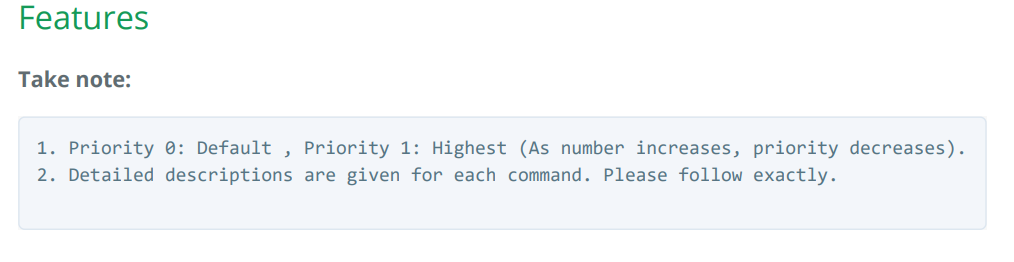 Features
Take note:
1. Priority 0: Default , Priority 1: Highest (As number increases, priority decreases).
2. Detailed descriptions are given for each command. Please follow exactly.